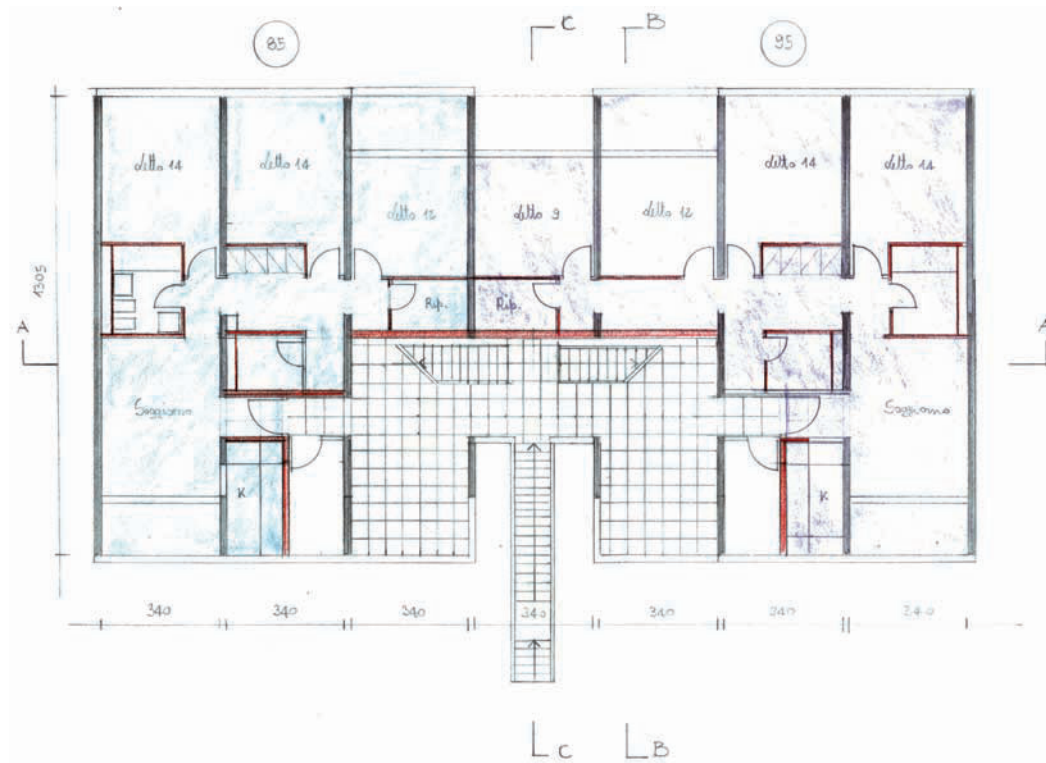 C B
85 95
Letto 14 Letto 14 Letto 14 Letto 14
Letto 12 Letto 9 Letto 12
1305
Rip. Rip.
A A
Soggiorno Soggiorno
K K
340 340 340 340 340 340 340
C B